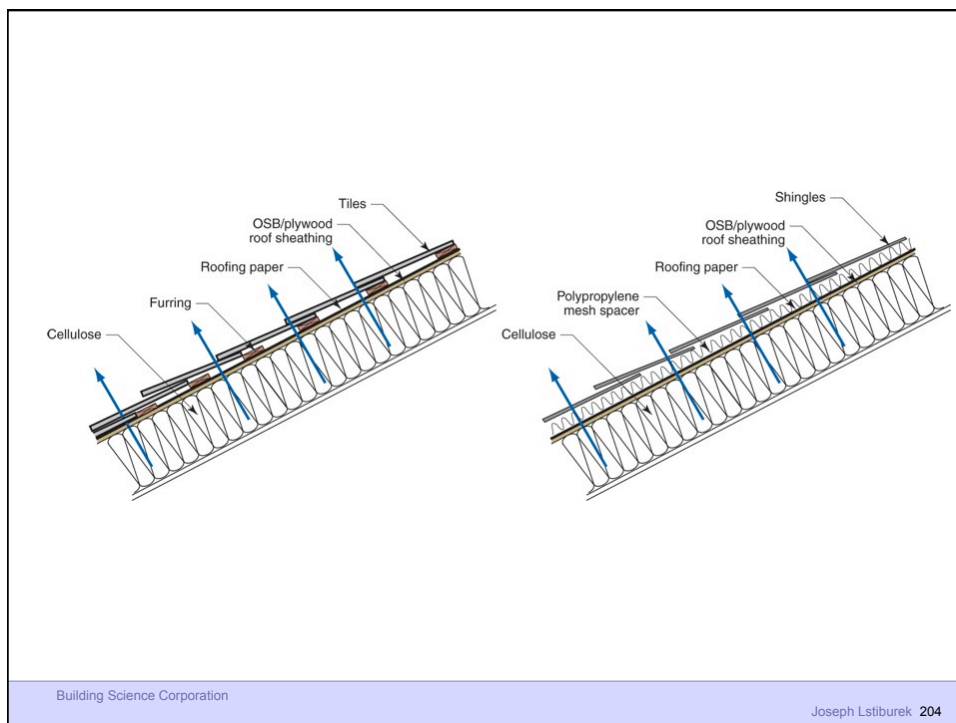 Tiles
OSB/plywood
roof sheathing
Roofing paper
Furring
Cellulose
Shingles
OSB/plywood
roof sheathing
Roofing paper
Polypropylene
mesh spacer
Cellulose
Building Science Corporation
Joseph Lstiburek 204